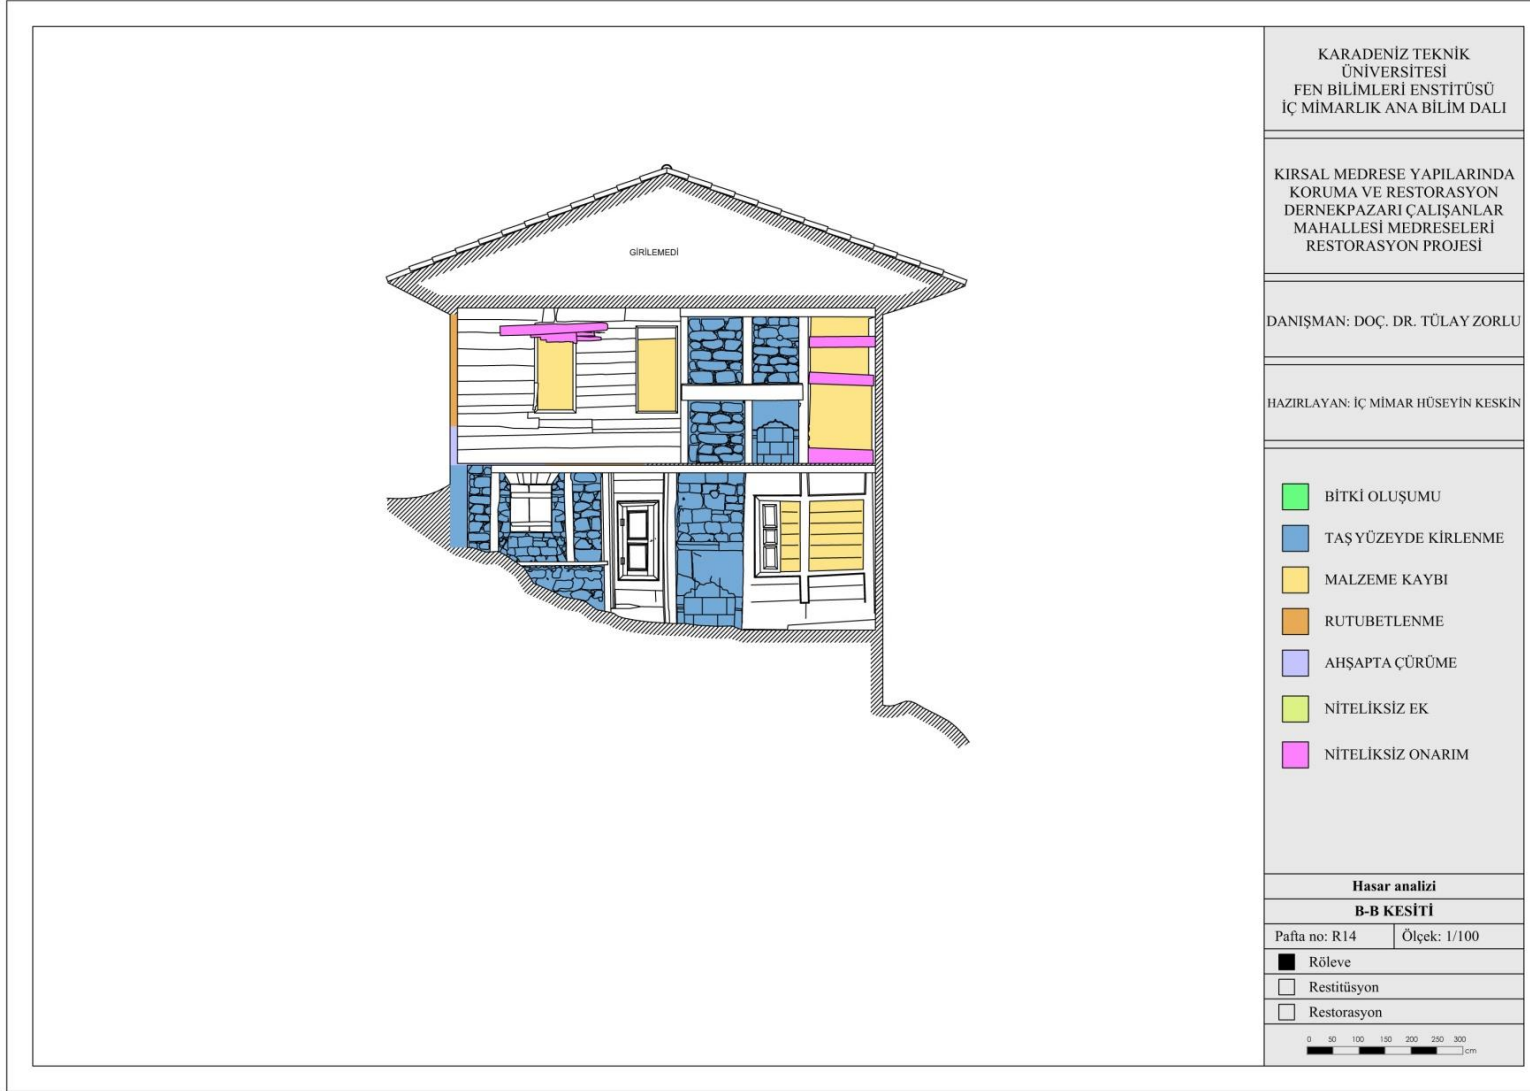 GİRİLEMEDİ
KARADENİZ TEKNİK
ÜNİVERSİTESİ
FEN BİLİMLERİ ENSTİTÜSÜ
İÇ MİMARLIK ANA BİLİM DALI
KIRSAL MEDRESE YAPILARINDA
KORUMA VE RESTORASYON
DERNEKPAZARI ÇALIŞANLAR
MAHALLESİ MEDRESELERİ
RESTORASYON PROJESİ
DANIŞMAN: DOÇ. DR. TÜLAY ZORLU
HAZIRLAYAN: İÇ MİMAR HÜSEYİN KESKİN
BİTKİ OLUŞUMU
TAŞ YÜZEYDE KİRLENME
MALZEME KAYBI
RUTUBETLENME
AHŞAPTA ÇÜRÜME
NİTELİKSİZ EK
NİTELİKSİZ ONARIM
Hasar analizi
B-B KESİTİ
Pafta no: R14 Ölçek: 1/100
Röleve
Restitüsyon
Restorasyon
0 50 100 150 200 250 300
cm